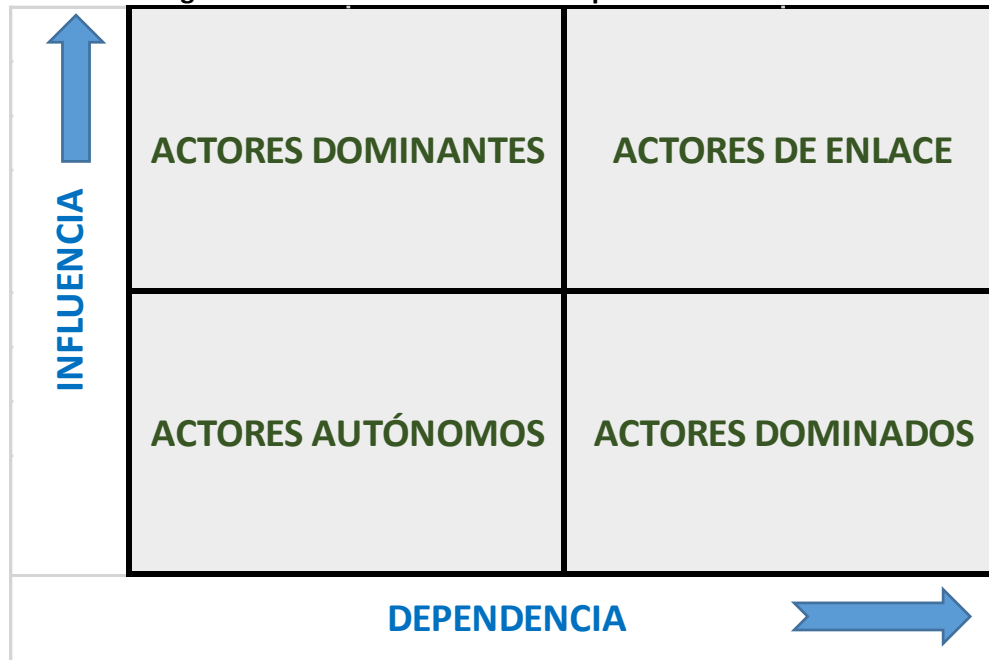 ACTORES DOMINANTES
ACTORES DE ENLACE
INFLUENCIA
ACTORES AUTÓNOMOS
ACTORES DOMINADOS
DEPENDENCIA